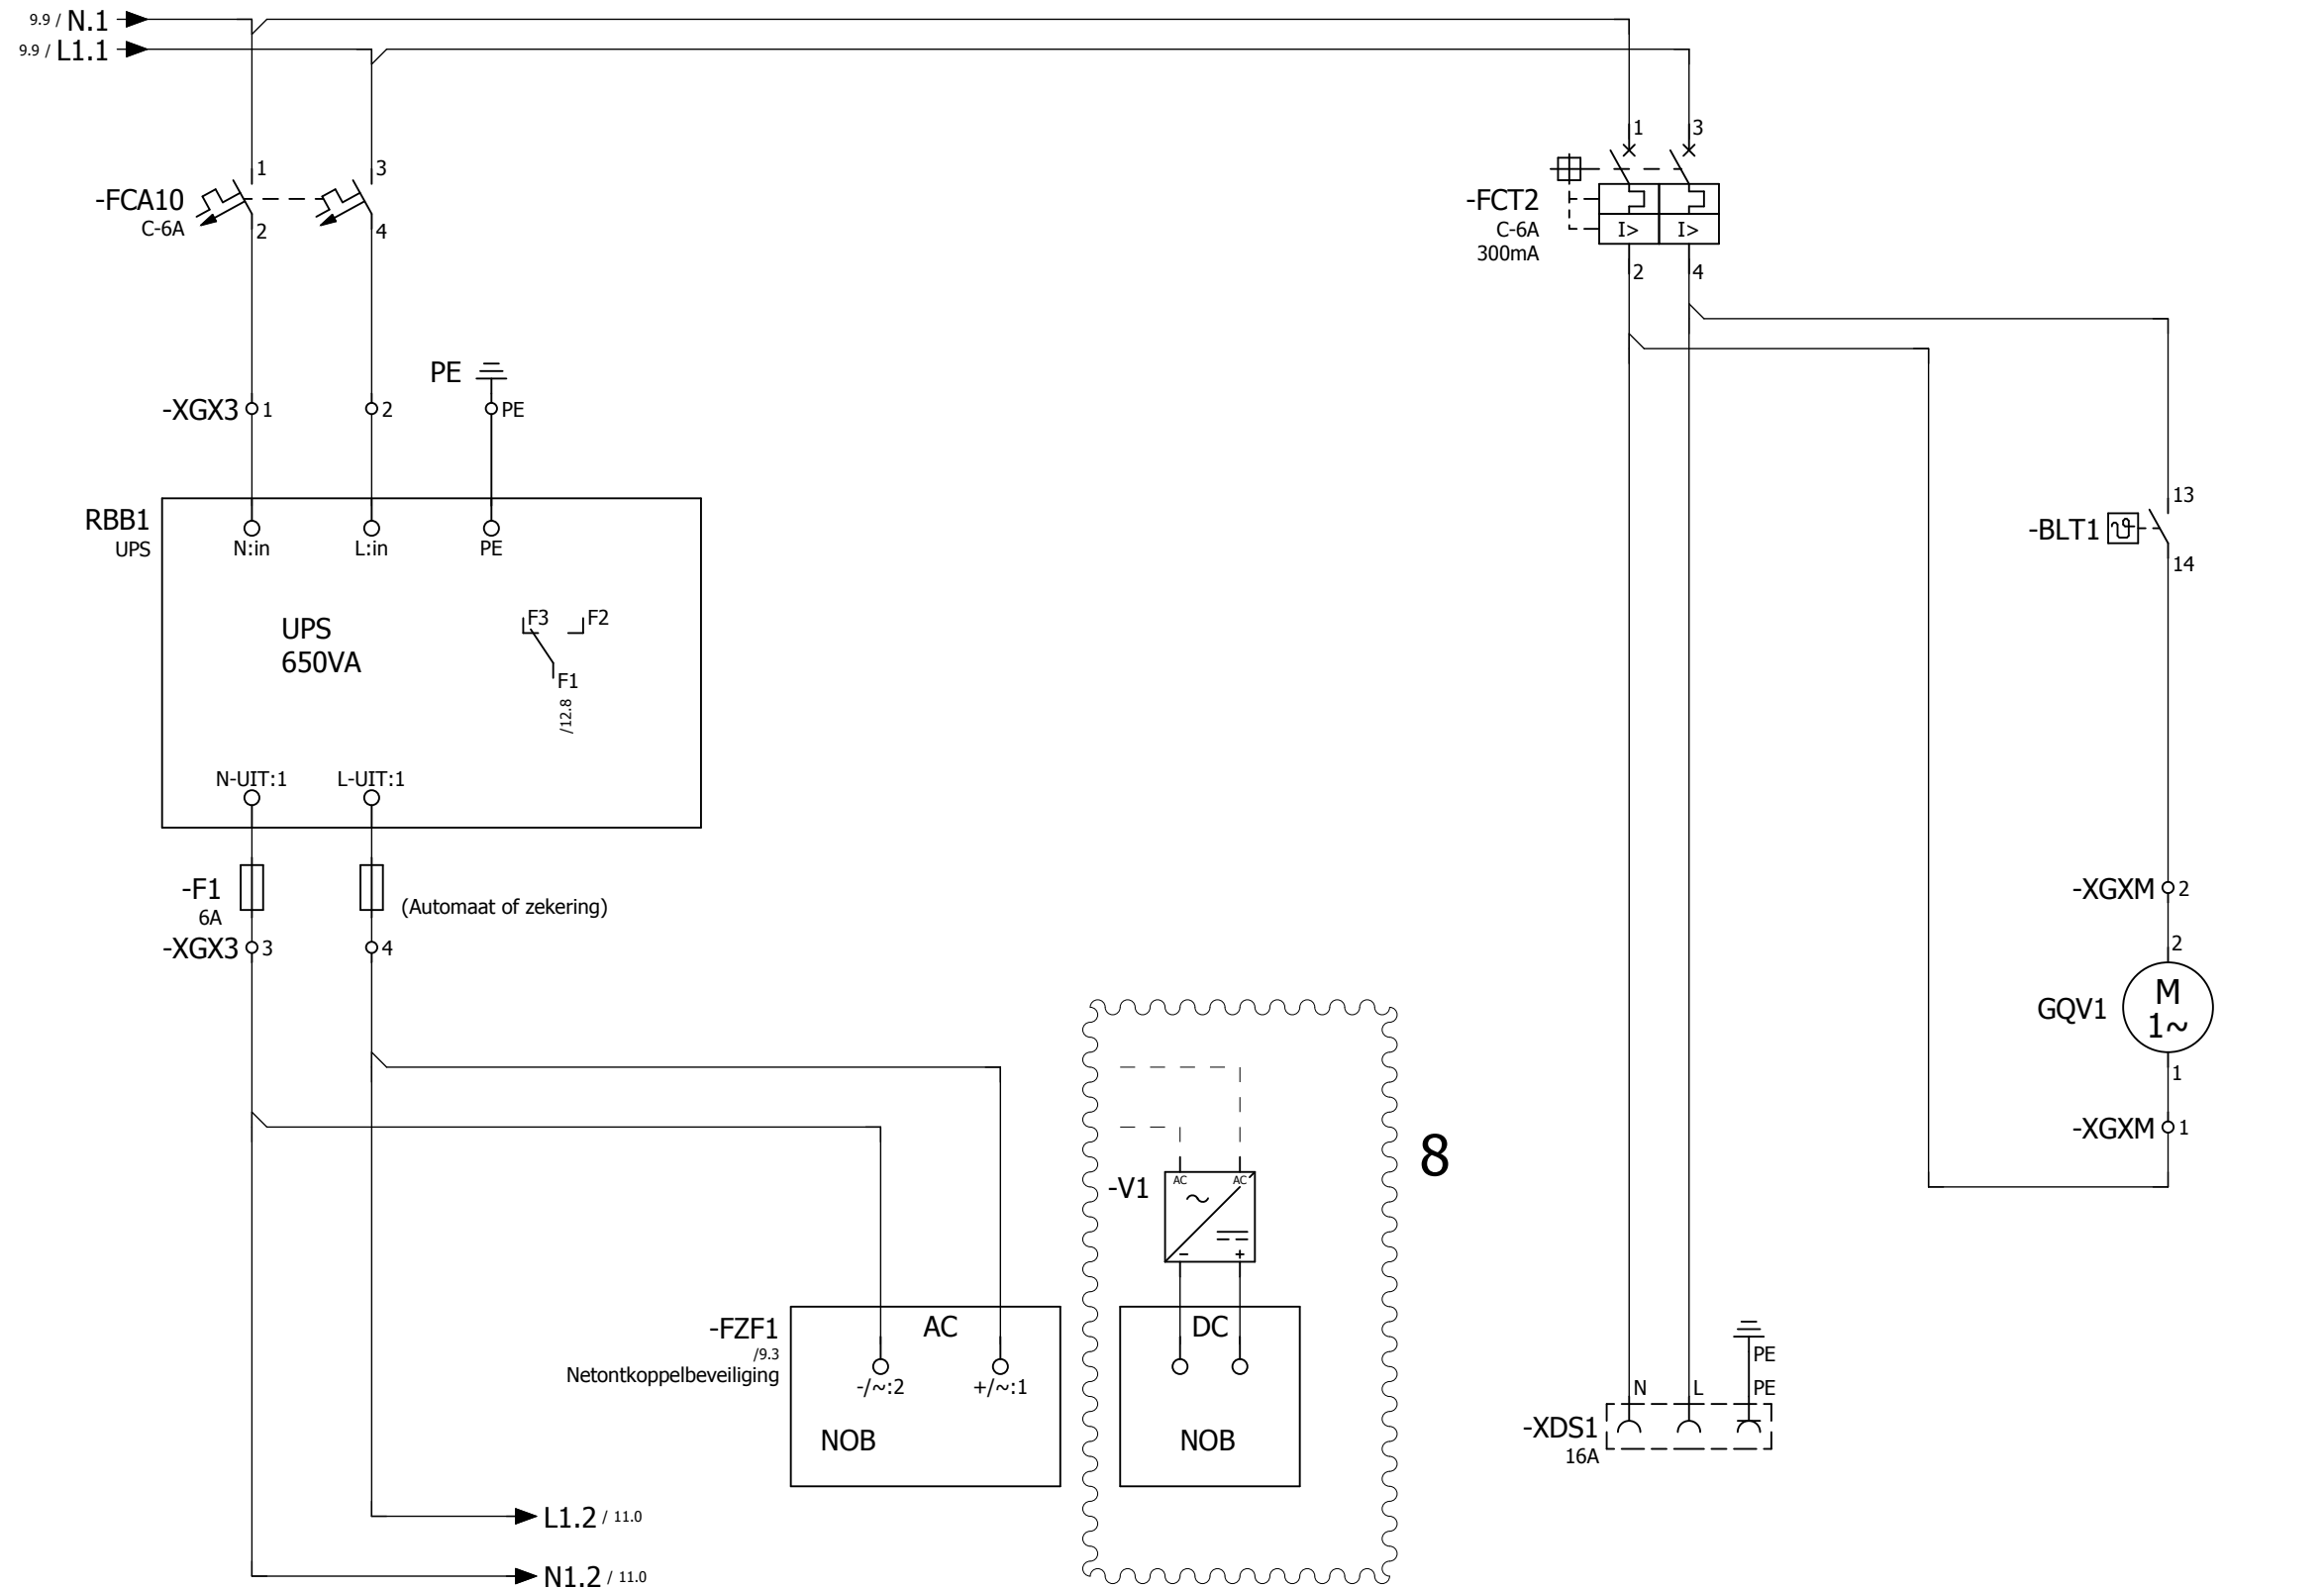 9.9 / N.1
9.9 / L1.1
1 3
-FCA10
C-6A
2 4
1 3
-FCT2
C-6A
300mA
I> I>
2 4
PE
-XGX3 1 2 PE
RBB1
UPS
N:in L:in PE
UPS
650VA
F3 F2
F1
/12.8
N-UIT:1 L-UIT:1
-F1
6A
(Automaat of zekering)
-XGX3 3 4
13
-BLT1
14
-XGXM 2
2
GQV1
M
1~
1
-XGXM 1
8
-V1
AC AC
~
- +
-FZF1
/9.3
Netontkoppelbeveiliging
AC
-/~:2 +/~:1
NOB
DC
NOB
PE
N L PE
-XDS1
16A
L1.2 / 11.0
N1.2 / 11.0